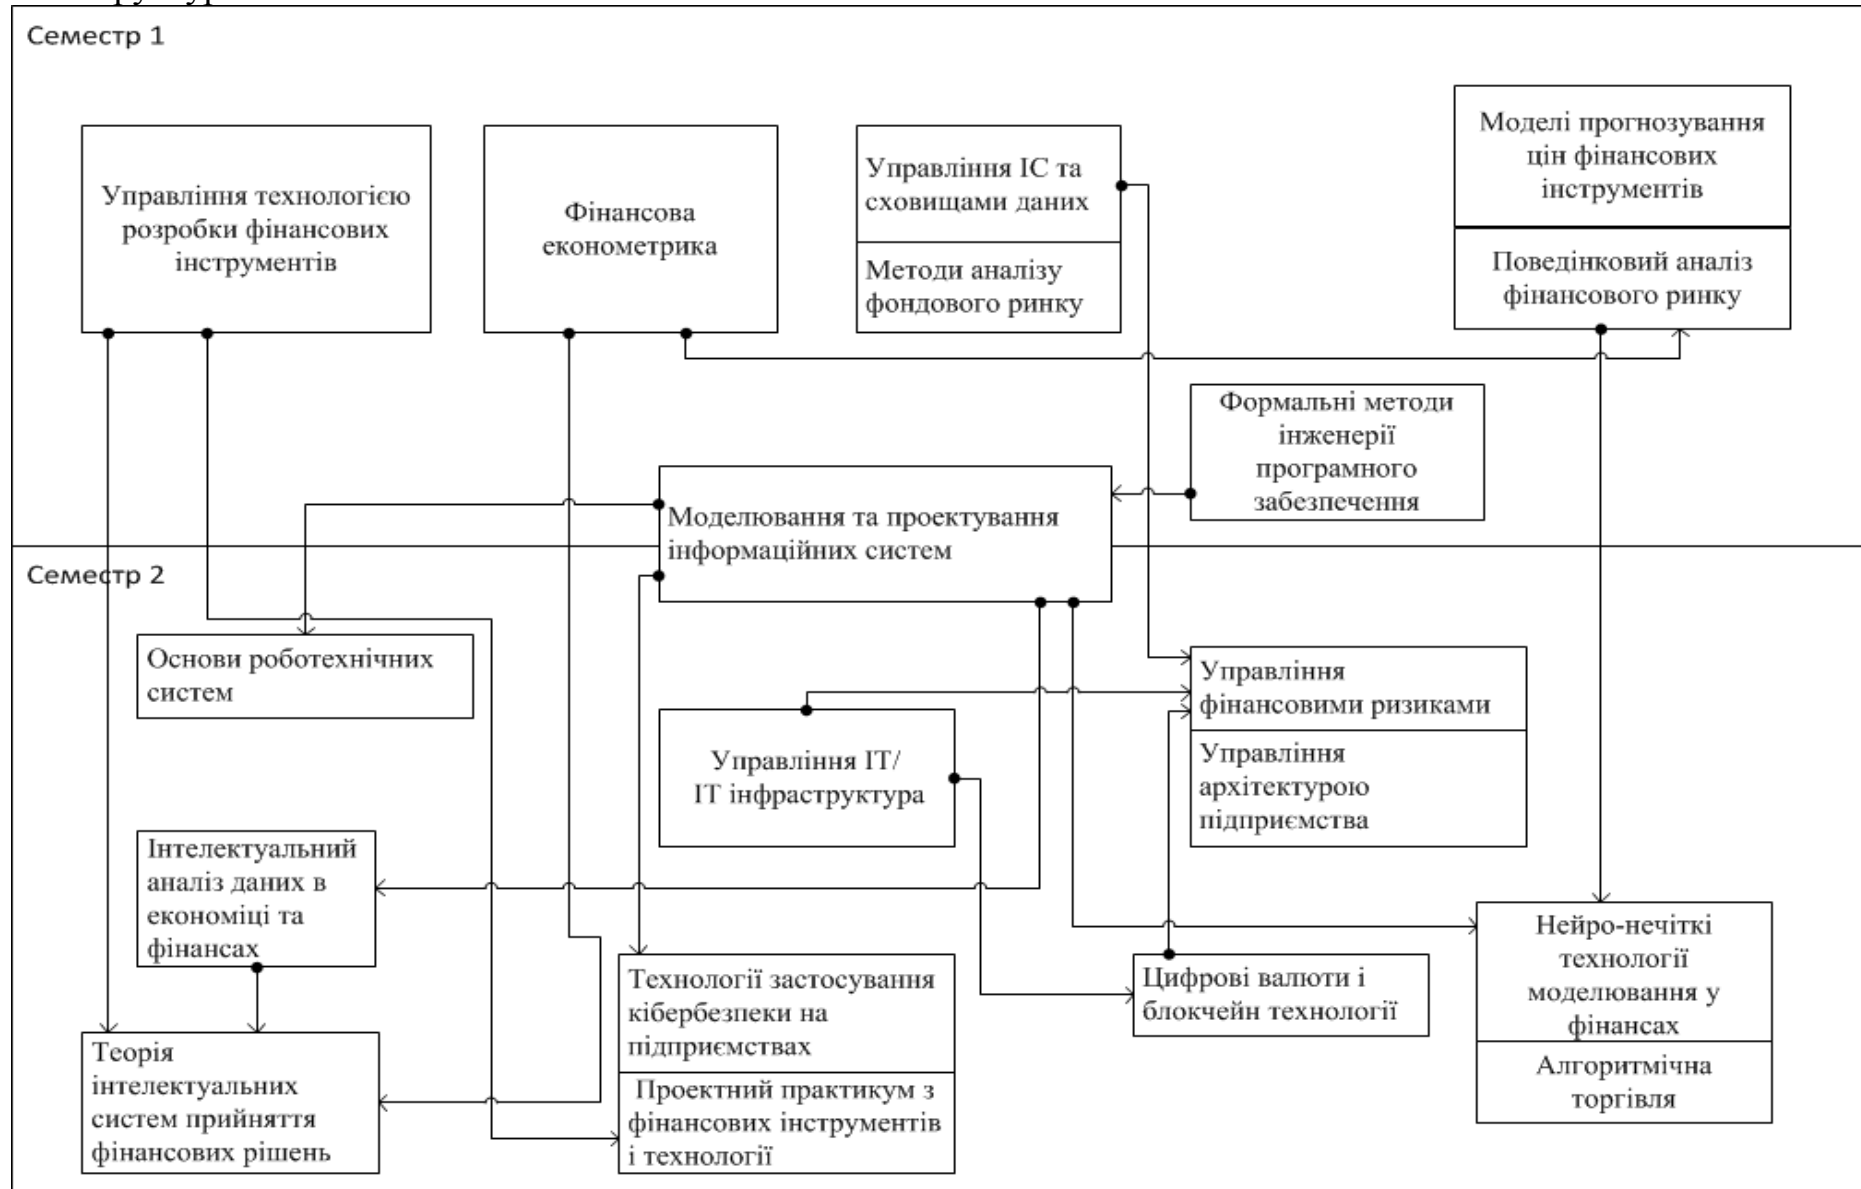 Семестр 1
Управління технологією
розробки фінансових
інструментів
Фінансова
економетрика
Управління ІС та
сховищами даних
Методи аналізу
фондового ринку
Моделі прогнозування
цін фінансових
інструментів
Поведінковий аналіз
фінансового ринку
Формальні методи
інженерії
програмного
забезпечення
Моделювання та проектування
інформаційних систем
Семестр 2
Основи роботехнічних
систем
Управління ІТ/
ІТ інфраструктура
Управління
фінансовими ризиками
Управління
архітектурою
підприємства
Інтелектуальний
аналіз даних в
економіці та
фінансах
Теорія
інтелектуальних
систем прийняття
фінансових рішень
Технології застосування
кібербезпеки на
підприємствах
Проектний практикум з
фінансових інструментів
і технології
Цифрові валюти і
блокчейн технології
Нейро-нечіткі
технології
моделювання у
фінансах
Алгоритмічна
торгівля